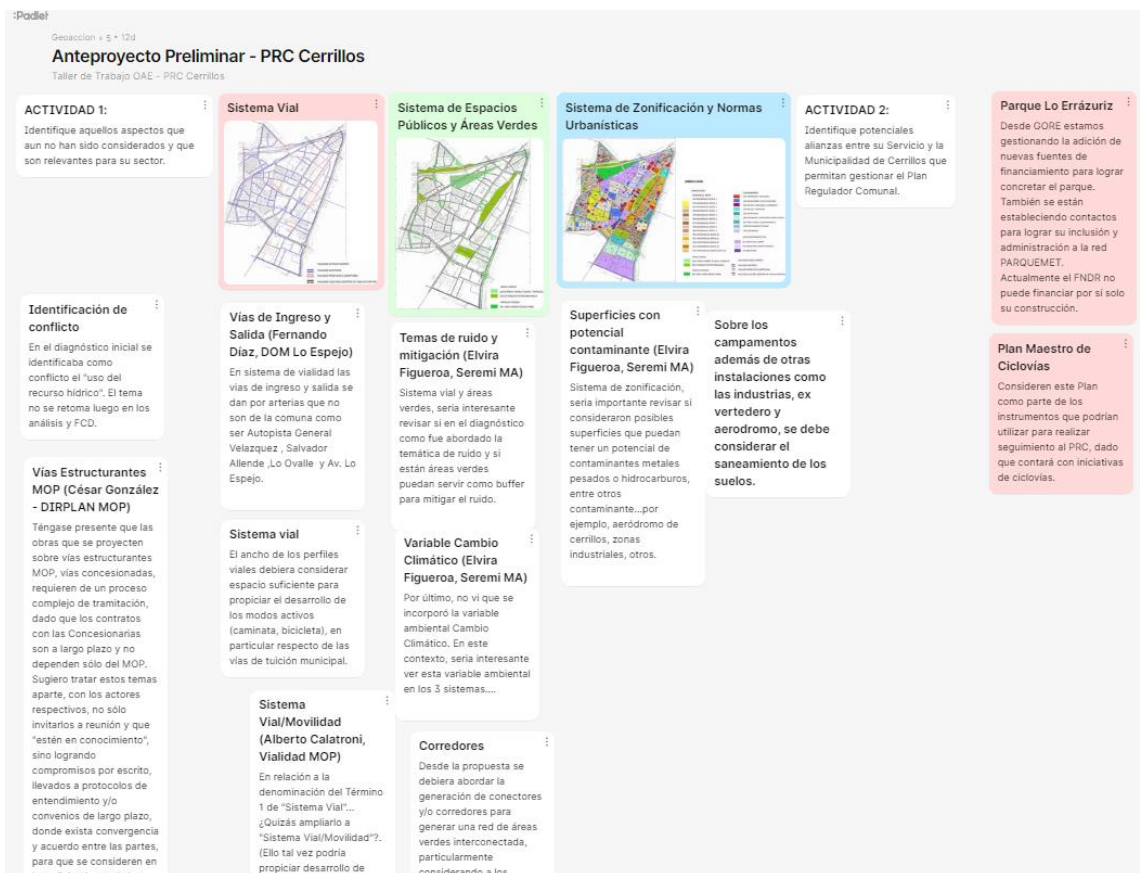 :Padlet
Geoaccion + 5 • 12d
Anteproyecto Preliminar - PRC Cerrillos
Taller de Trabajo OAE - PRC Cerrillos
ACTIVIDAD 1:
Identifique aquellos aspectos que
aun no han sido considerados y que
son relevantes para su sector.
Identificación de
conflicto
En el diagnóstico inicial se
identificaba como
conflicto el "uso del
recurso hídrico". El tema
no se retoma luego en los
análisis y FCD.
Vías Estructurantes
MOP (César González
- DIRPLAN MOP)
Téngase presente que las
obras que se proyecten
sobre vías estructurantes
MOP, vías concesionadas,
requieren de un proceso
complejo de tramitación,
dado que los contratos
con las Concesionarias
son a largo plazo y no
dependen sólo del MOP.
Sugiero tratar estos temas
aparte, con los actores
respectivos, no sólo
invitarlos a reunión y que
"estén en conocimiento",
sino logrando
compromisos por escrito,
llevados a protocolos de
entendimiento y/o
convenios de largo plazo,
donde exista convergencia
y acuerdo entre las partes,
para que se consideren en
Sistema Vial
Vías de Ingreso y
Salida (Fernando
Díaz, DOM Lo Espejo)
En sistema de vialidad las
vias de ingreso y salida se
dan por arterias que no
son de la comuna como
ser Autopista General
Velazquez , Salvador
Allende ,Lo Ovalle y Av. Lo
Espejo.
Sistema vial
El ancho de los perfiles
viales debiera considerar
espacio suficiente para
propiciar el desarrollo de
los modos activos
(caminata, bicicleta), en
particular respecto de las
vías de tuición municipal.
Sistema
Vial/Movilidad
(Alberto Calatroni,
Vialidad MOP)
En relación a la
denominación del Término
1 de "Sistema Vial"...
¿Quizás ampliarlo a
"Sistema Vial/Movilidad"?.
(Ello tal vez podría
propiciar desarrollo de
Sistema de Espacios
Públicos y Áreas Verdes
Temas de ruido y
mitigación (Elvira
Figueroa, Seremi MA)
Sistema vial y áreas
verdes, seria interesante
revisar si en el diagnóstico
como fue abordado la
temática de ruido y si
están áreas verdes
puedan servir como buffer
para mitigar el ruido.
Variable Cambio
Climático (Elvira
Figueroa, Seremi MA)
Por último, no vi que se
incorporó la variable
ambiental Cambio
Climático. En este
contexto, seria interesante
ver esta variable ambiental
en los 3 sistemas....
Corredores
Desde la propuesta se
debiera abordar la
generación de conectores
y/o corredores para
generar una red de áreas
verdes interconectada,
particularmente
considerando a los
Sistema de Zonificación y Normas
Urbanísticas
Superficies con
potencial
contaminante (Elvira
Figueroa, Seremi MA)
Sistema de zonificación,
seria importante revisar si
consideraron posibles
superficies que puedan
tener un potencial de
contaminantes metales
pesados o hidrocarburos,
entre otros
contaminante...por
ejemplo, aeródromo de
cerrillos, zonas
industriales, otros.
Sobre los
campamentos
además de otras
instalaciones como
las industrias, ex
vertedero y
aerodromo, se debe
considerar el
saneamiento de los
suelos.
ACTIVIDAD 2:
Identifique potenciales
alianzas entre su Servicio y la
Municipalidad de Cerrillos que
permitan gestionar el Plan
Regulador Comunal.
Parque Lo Errázuriz
Desde GORE estamos
gestionando la adición de
nuevas fuentes de
financiamiento para lograr
concretar el parque.
También se están
estableciendo contactos
para lograr su inclusión y
administración a la red
PARQUEMET.
Actualmente el FNDR no
puede financiar por sí solo
su construcción.
Plan Maestro de
Ciclovías
Consideren este Plan
como parte de los
instrumentos que podrían
utilizar para realizar
seguimiento al PRC, dado
que contará con iniciativas
de ciclovías.